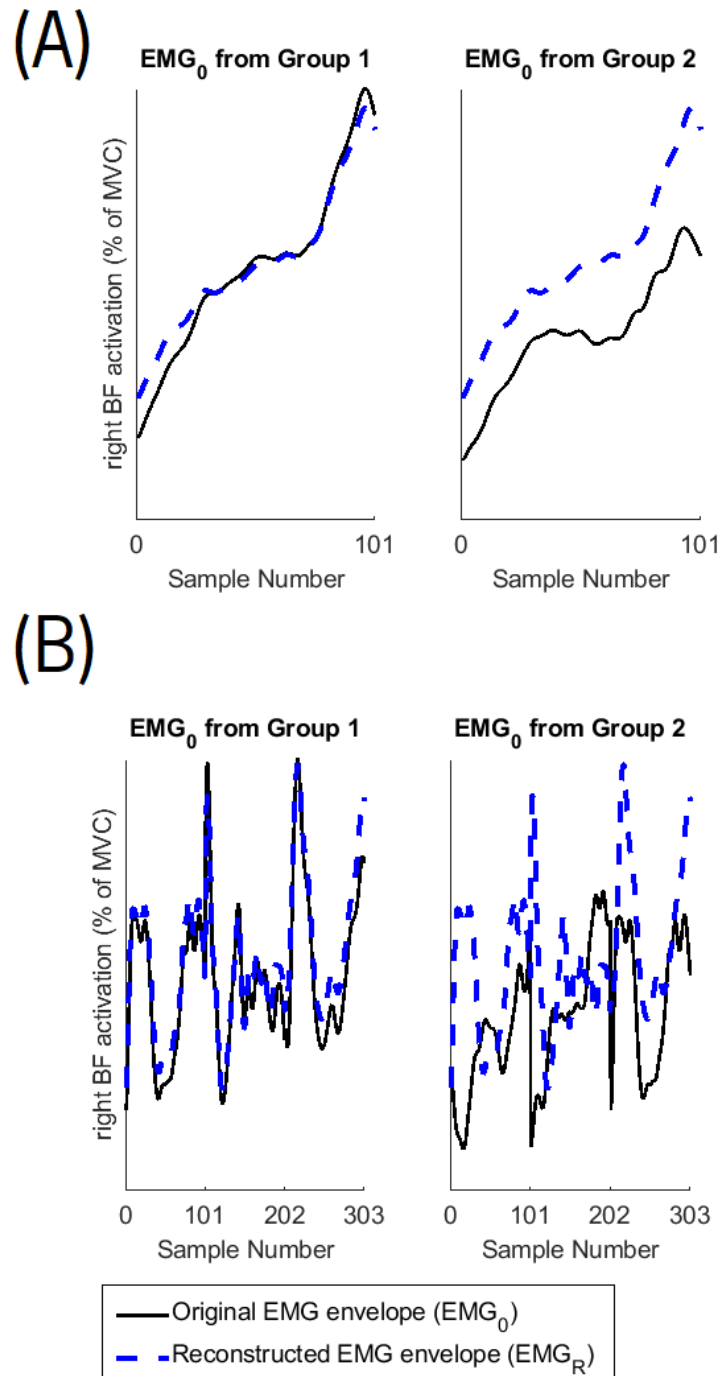 (A)
EMG₀ from Group 1
EMG₀ from Group 2
right BF activation (% of MVC)
0
101
0
101
Sample Number
Sample Number
(B)
EMG₀ from Group 1
EMG₀ from Group 2
right BF activation (% of MVC)
0
101
202
303
0
101
202
303
Sample Number
Sample Number
Original EMG envelope (EMG₀)
Reconstructed EMG envelope (EMG_R)